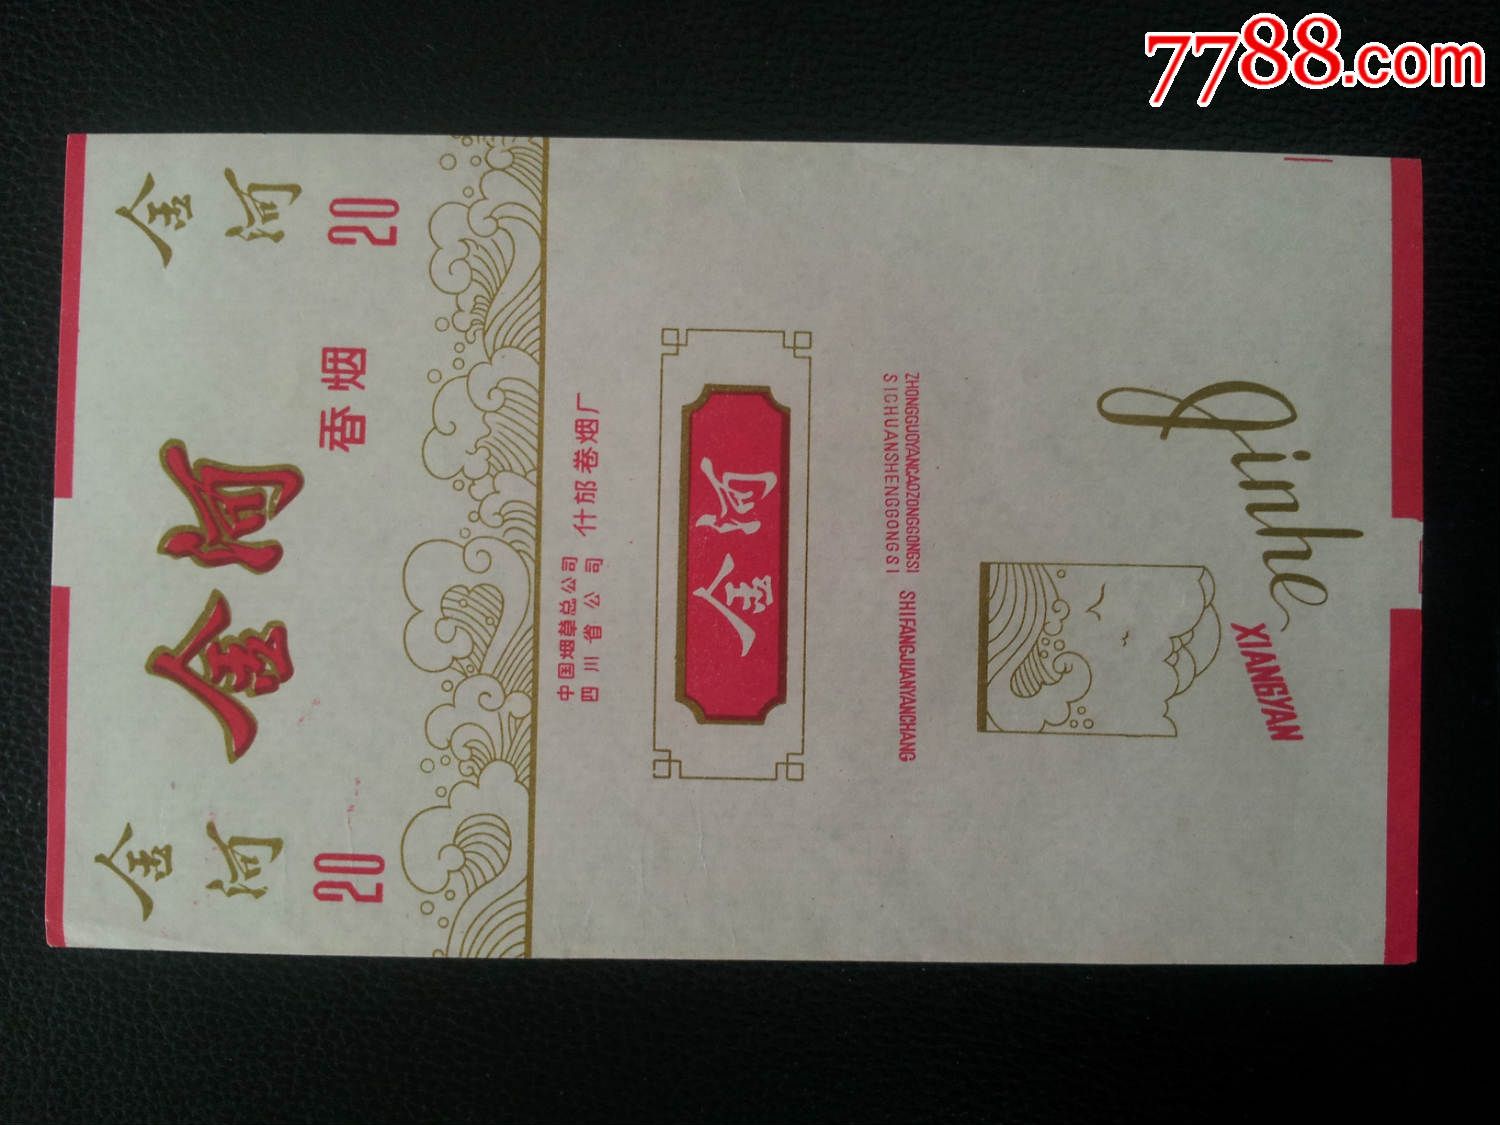 7788.com
金河
20
金河
香烟
金河
20
中国烟草总公司
四川省公司
什邡卷烟厂
金河
ZHONGGUOYANCAOZONGGONGSI
SICHUANSHENGGONGSI
SHIFANGJUANYANCHANG
Jinhe
XIANGYAN